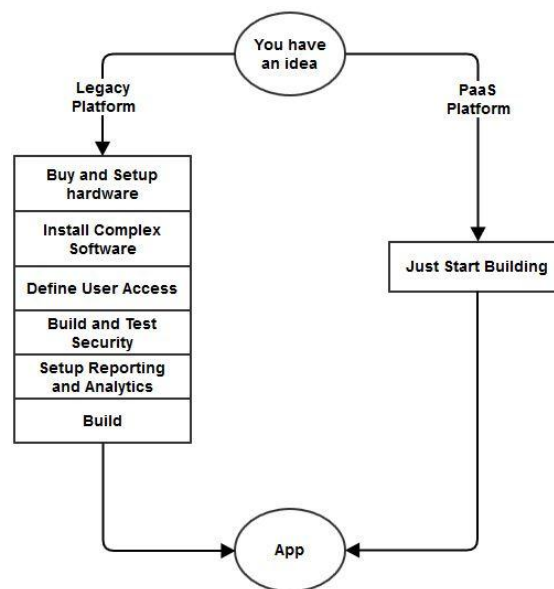 You have
an idea
Legacy
Platform
PaaS
Platform
Buy and Setup
hardware
Install Complex
Software
Define User Access
Build and Test
Security
Setup Reporting
and Analytics
Build
Just Start Building
App